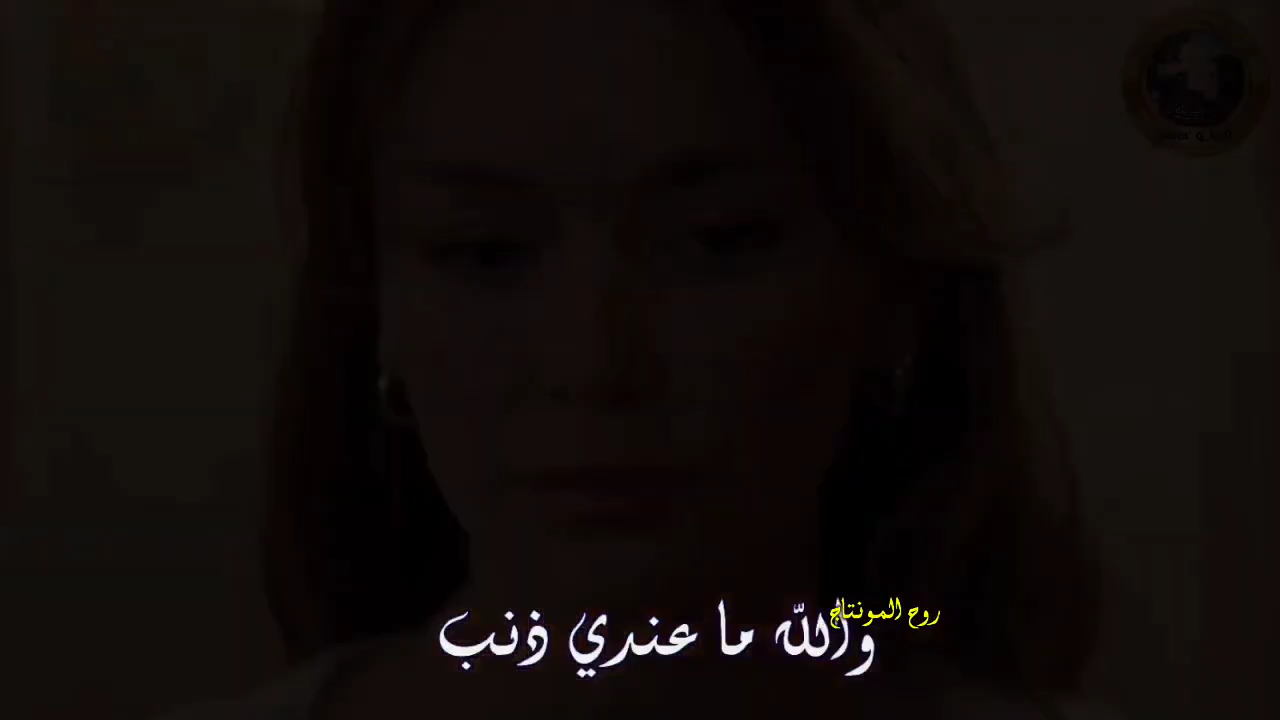 روح المونتاج
والله ما عندي ذنب